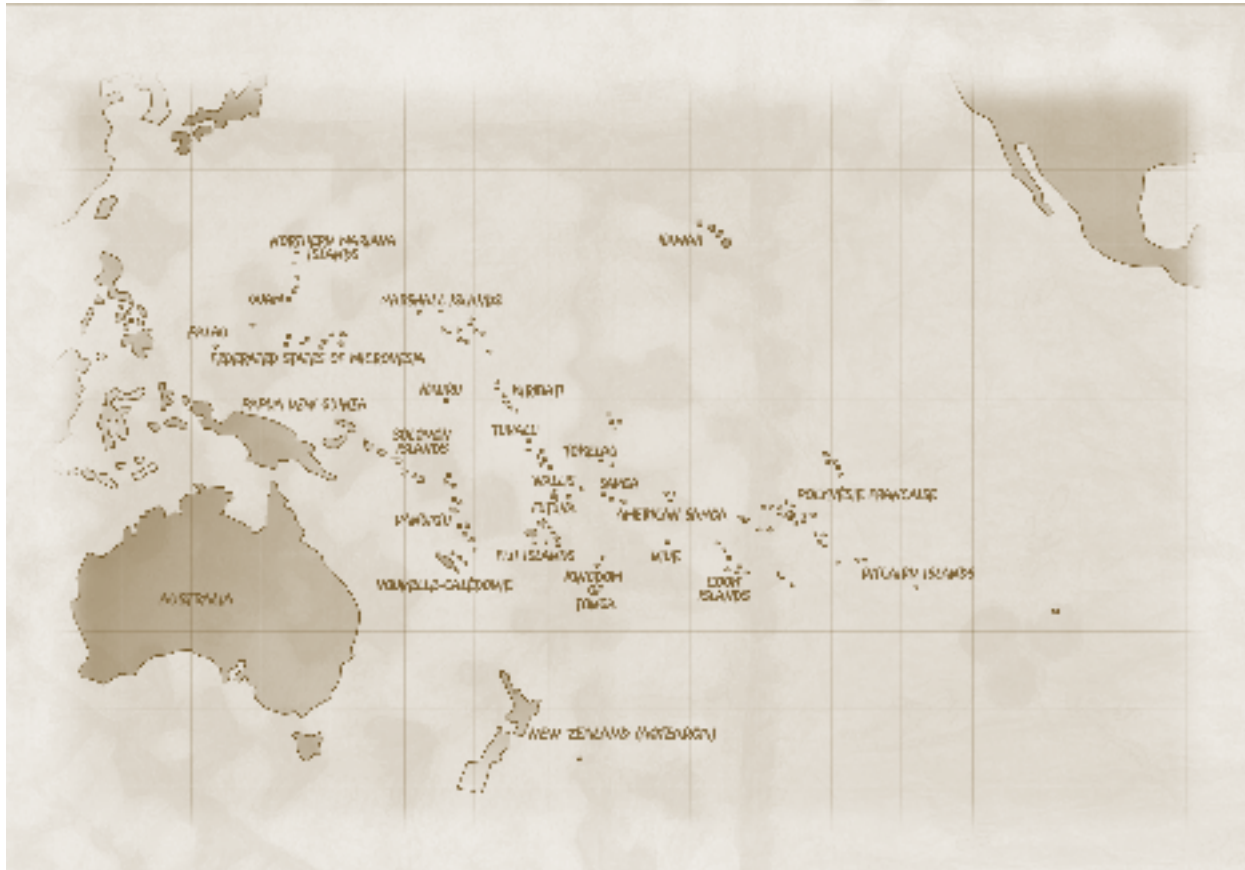 NORTHERN MARIANA
ISLANDS
HAWAII
GUAM
MARSHALL ISLANDS
PALAU
FEDERATED STATES OF MICRONESIA
NAURU
KIRIBATI
PAPUA NEW GUINEA
SOLOMON
ISLANDS
TUVALU
TOKELAU
WALLIS
FUTUNA
SAMOA
AMERICAN SAMOA
POLYNÉSIE FRANCAISE
VANUATU
FIJI ISLANDS
NIUE
NOUVELLE-CALÉDONIE
KINGDOM
TONGA
COOK
ISLANDS
PITCAIRN ISLANDS
AUSTRALIA
NEW ZEALAND (AOTEAROA)